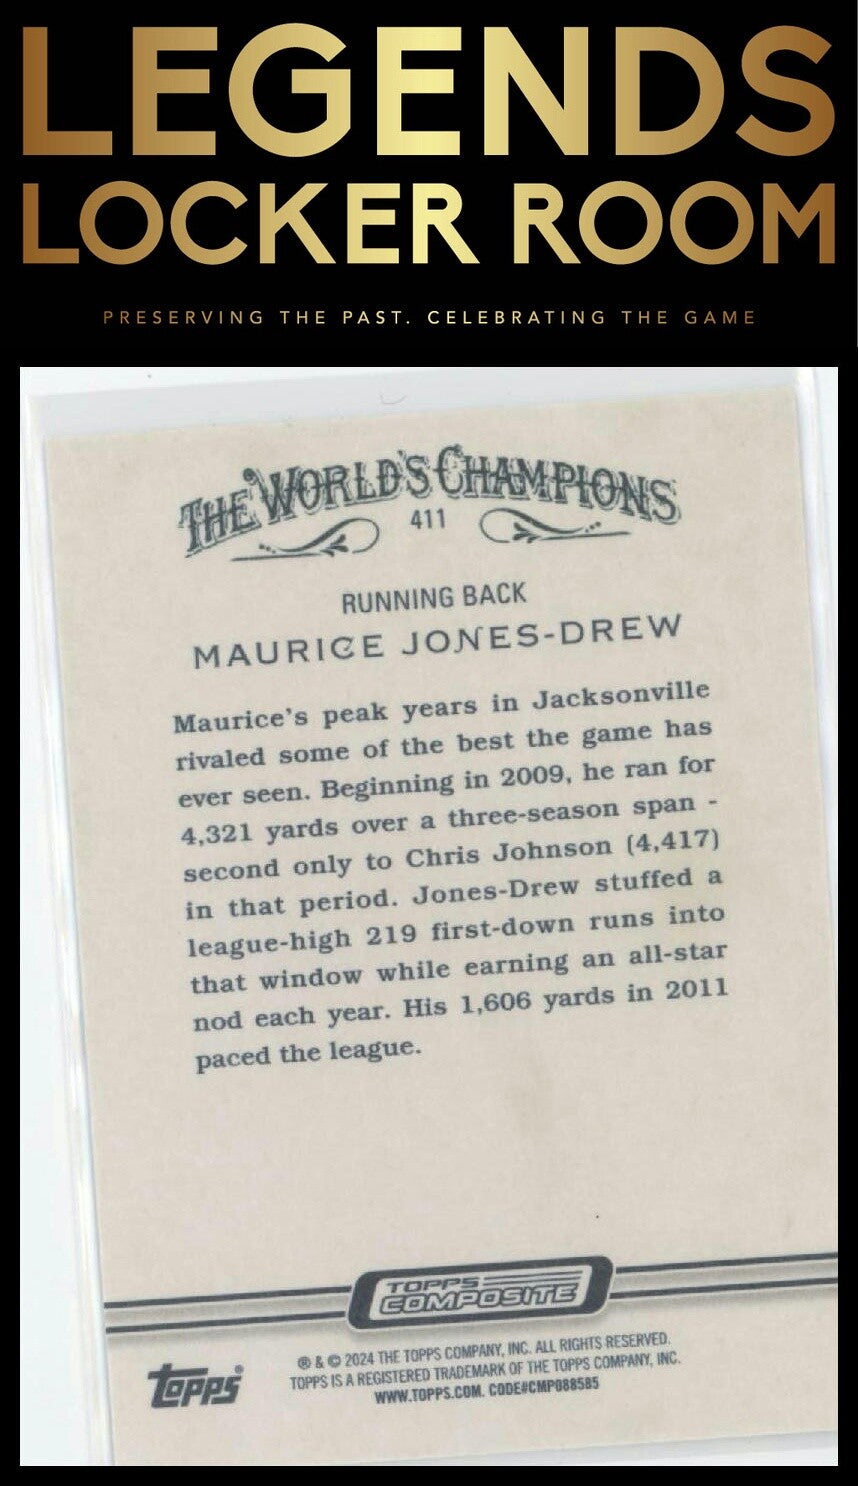 LEGENDS
LOCKER ROOM
PRESERVING THE PAST. CELEBRATING THE GAME
THE WORLD'S CHAMPIONS
411
RUNNING BACK
MAURICE JONES-DREW
Maurice's peak years in Jacksonville
rivaled some of the best the game has
ever seen. Beginning in 2009, he ran for
4,321 yards over a three-season span -
second only to Chris Johnson (4,417)
in that period. Jones-Drew stuffed a
league-high 219 first-down runs into
that window while earning an all-star
nod each year. His 1,606 yards in 2011
paced the league.
TOPPS
COMPOSITE
topps®
® & © 2024 THE TOPPS COMPANY, INC. ALL RIGHTS RESERVED.
TOPPS IS A REGISTERED TRADEMARK OF THE TOPPS COMPANY, INC.
WWW.TOPPS.COM. CODE#CMP088585